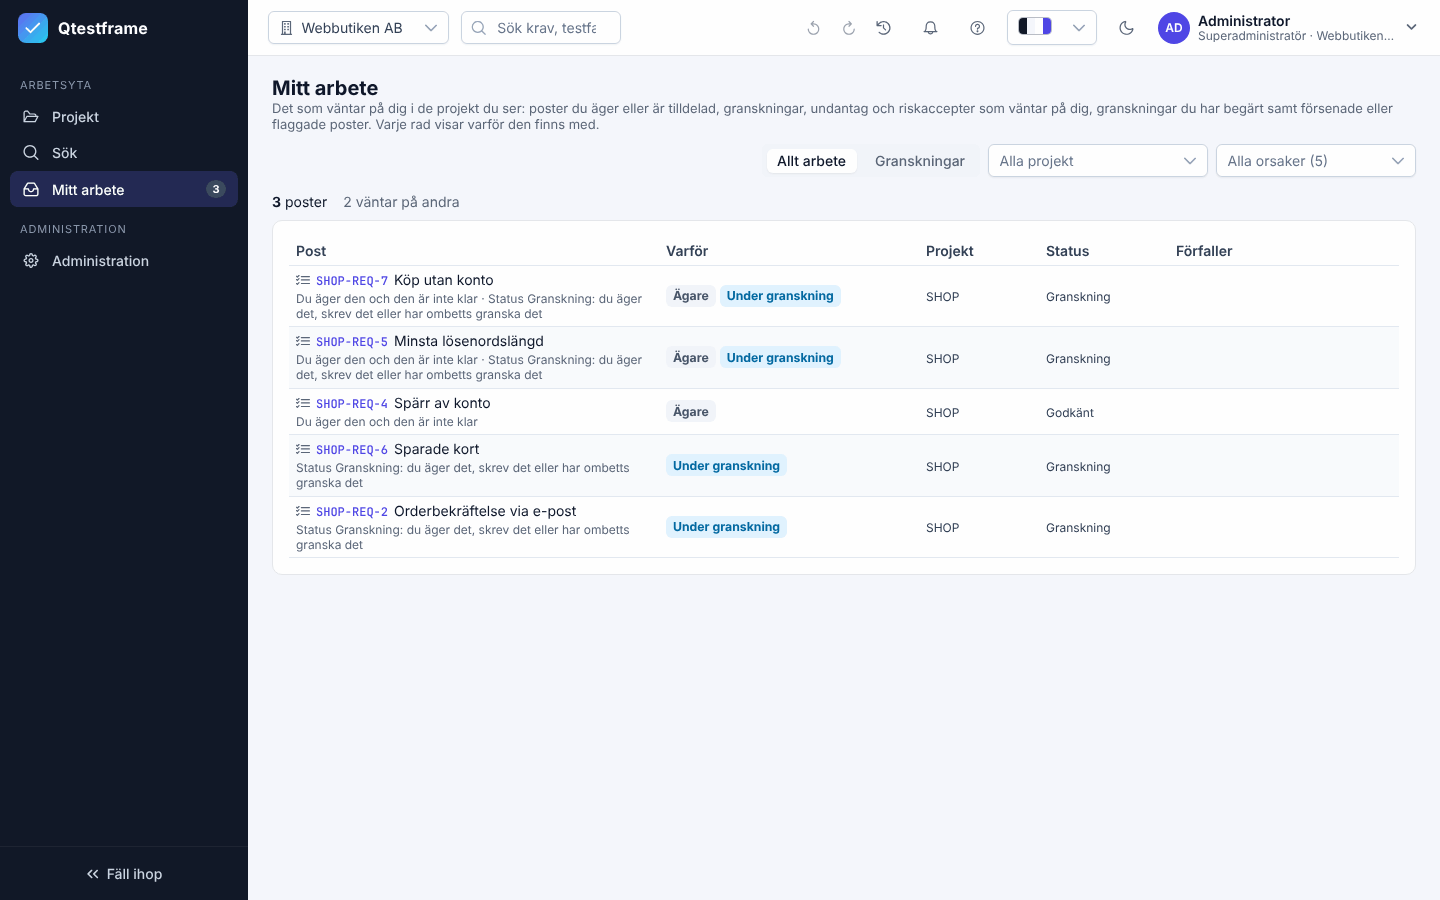 Qtestframe
Webbutiken AB
Sök krav, testfa
AD
Administrator
Superadministratör · Webbutiken...
ARBETSYTA
Projekt
Sök
Mitt arbete
3
ADMINISTRATION
Administration
Fäll ihop
Mitt arbete
Det som väntar på dig i de projekt du ser: poster du äger eller är tilldelad, granskningar, undantag och riskaccepter som väntar på dig, granskningar du har begärt samt försenade eller
flaggade poster. Varje rad visar varför den finns med.
Allt arbete
Granskningar
Alla projekt
Alla orsaker (5)
3 poster 2 väntar på andra
Post Varför Projekt Status Förfaller
SHOP-REQ-7 Köp utan konto
Du äger den och den är inte klar · Status Granskning: du äger
det, skrev det eller har ombetts granska det
Ägare Under granskning SHOP Granskning
SHOP-REQ-5 Minsta lösenordslängd
Du äger den och den är inte klar · Status Granskning: du äger
det, skrev det eller har ombetts granska det
Ägare Under granskning SHOP Granskning
SHOP-REQ-4 Spärr av konto
Du äger den och den är inte klar
Ägare SHOP Godkänt
SHOP-REQ-6 Sparade kort
Status Granskning: du äger det, skrev det eller har ombetts
granska det
Under granskning SHOP Granskning
SHOP-REQ-2 Orderbekräftelse via e-post
Status Granskning: du äger det, skrev det eller har ombetts
granska det
Under granskning SHOP Granskning